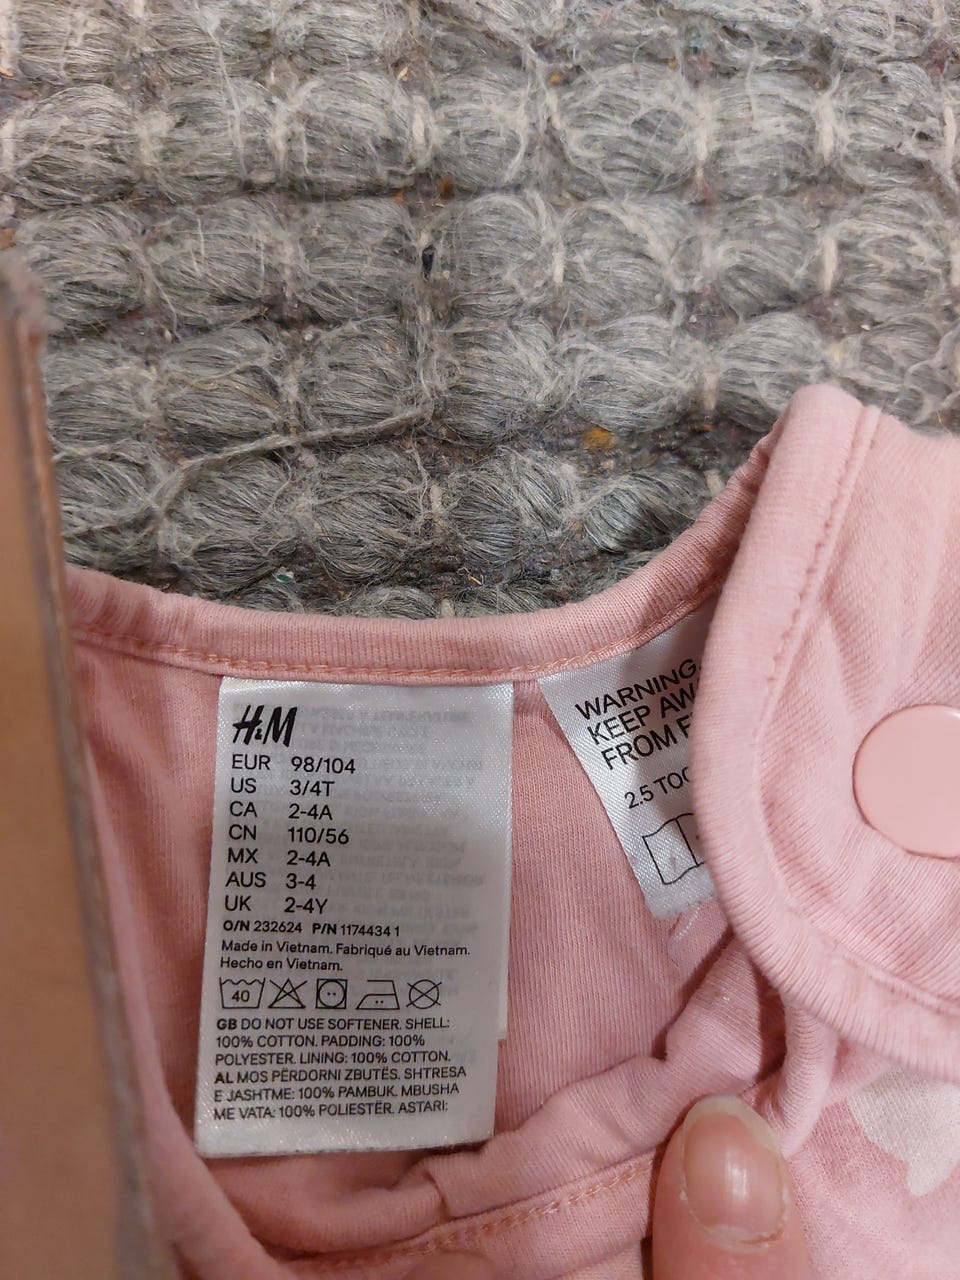 H&M
EUR 98/104
US 3/4T
CA 2-4A
CN 110/56
MX 2-4A
AUS 3-4
UK 2-4Y
O/N 232624 P/N 1174434 1
Made in Vietnam. Fabriqué au Vietnam.
Hecho en Vietnam.
40
GB DO NOT USE SOFTENER. SHELL:
100% COTTON. PADDING: 100%
POLYESTER. LINING: 100% COTTON.
AL MOS PËRDORNI ZBUTËS. SHTRESA
E JASHTME: 100% PAMBUK. MBUSHA
ME VATA: 100% POLIESTËR. ASTARI:
WARNING
KEEP AW
FROM F
2.5 TOG